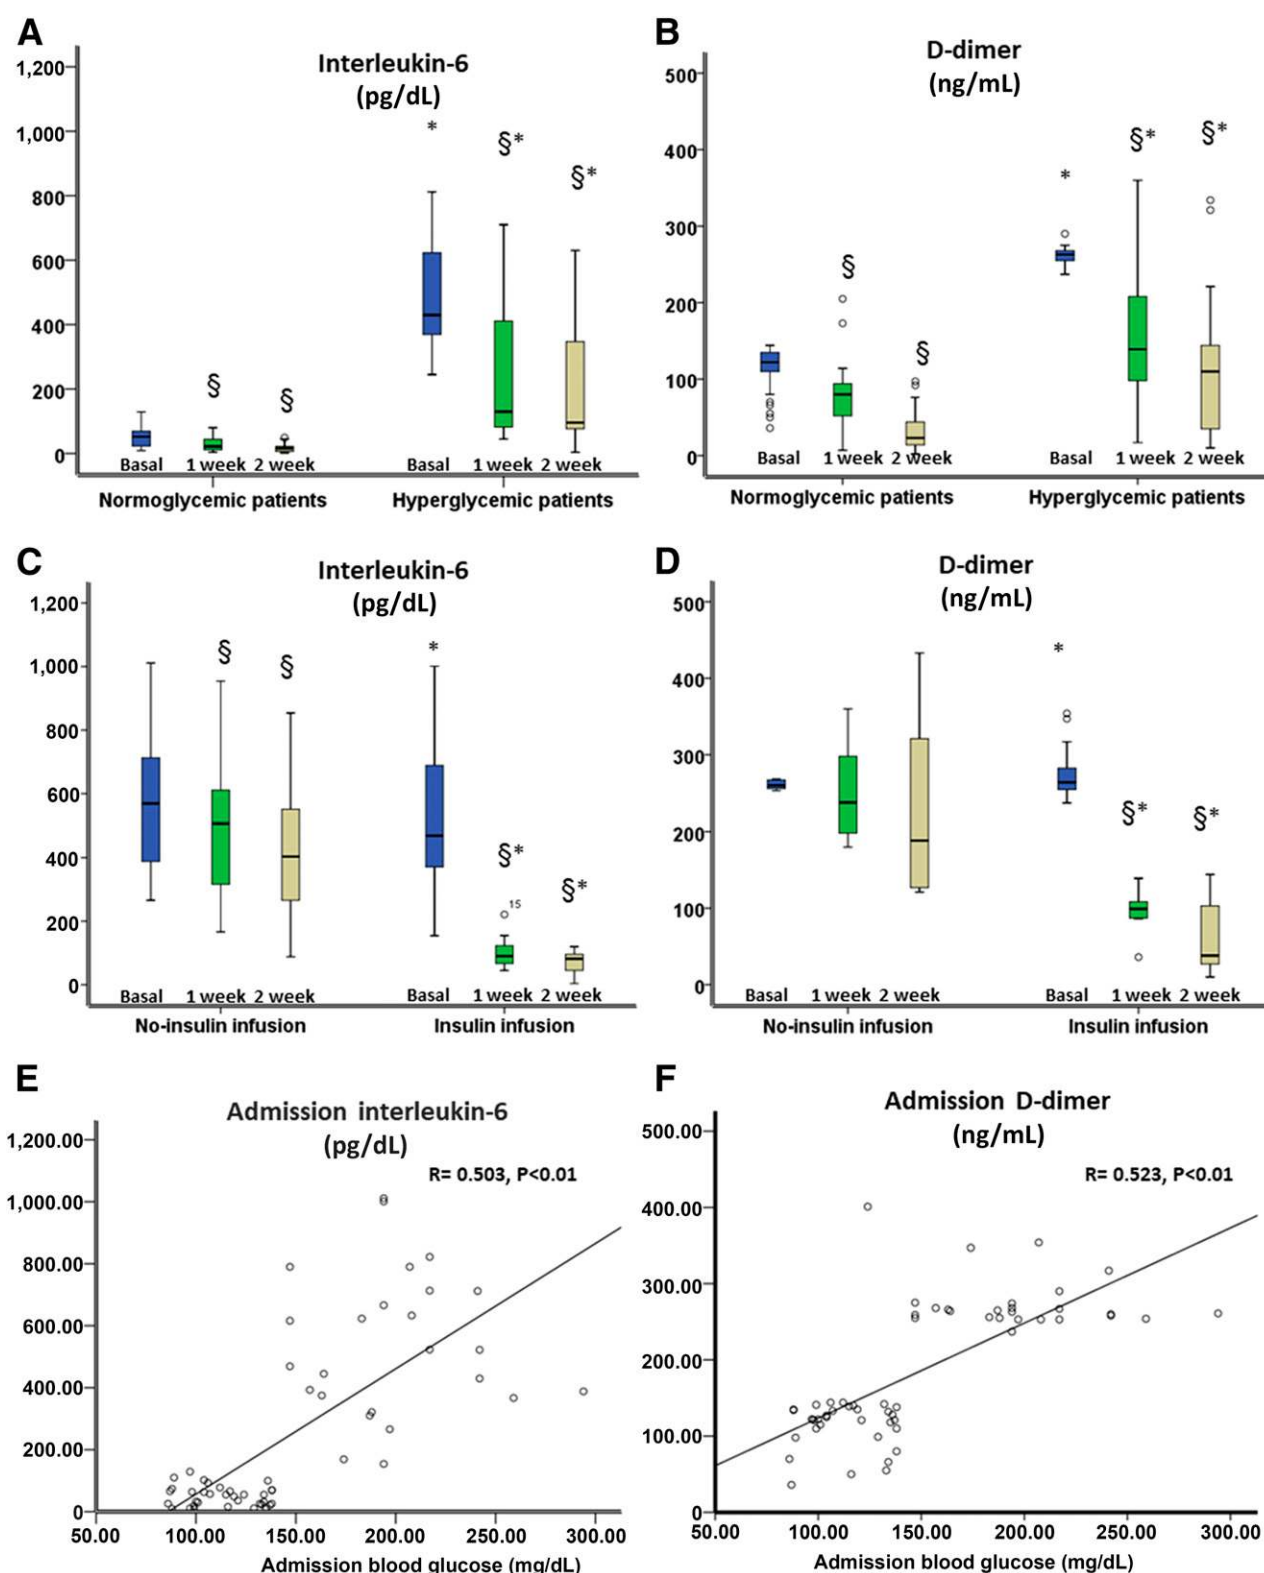 A
Interleukin-6
(pg/dL)
1,200
1,000
800
600
400
200
0
*
§*
§*
§
§
Basal 1 week 2 week
Basal 1 week 2 week
Normoglycemic patients
Hyperglycemic patients
B
D-dimer
(ng/mL)
500
400
300
200
100
0
*
§*
§*
§
§
Basal 1 week 2 week
Basal 1 week 2 week
Normoglycemic patients
Hyperglycemic patients
C
Interleukin-6
(pg/dL)
1,200
1,000
800
600
400
200
0
§
§
*
§*
15
§*
Basal 1 week 2 week
Basal 1 week 2 week
No-insulin infusion
Insulin infusion
D
D-dimer
(ng/mL)
500
400
300
200
100
0
*
§*
§*
Basal 1 week 2 week
Basal 1 week 2 week
No-insulin infusion
Insulin infusion
E
Admission interleukin-6
(pg/dL)
R= 0.503, P<0.01
1,200.00
1,000.00
800.00
600.00
400.00
200.00
0
50.00 100.00 150.00 200.00 250.00 300.00
Admission blood glucose (mg/dL)
F
Admission D-dimer
(ng/mL)
R= 0.523, P<0.01
500.00
400.00
300.00
200.00
100.00
0
50.00 100.00 150.00 200.00 250.00 300.00
Admission blood glucose (mg/dL)